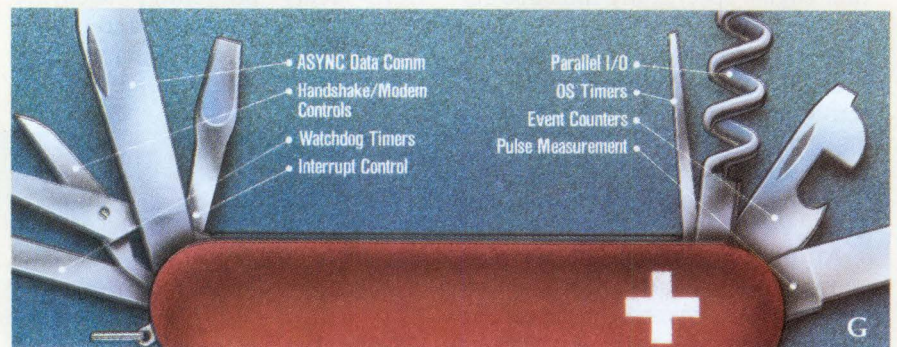 ASYNC Data Comm
Handshake/Modem
Controls
Watchdog Timers
Interrupt Control
Parallel I/O
OS Timers
Event Counters
Pulse Measurement
G